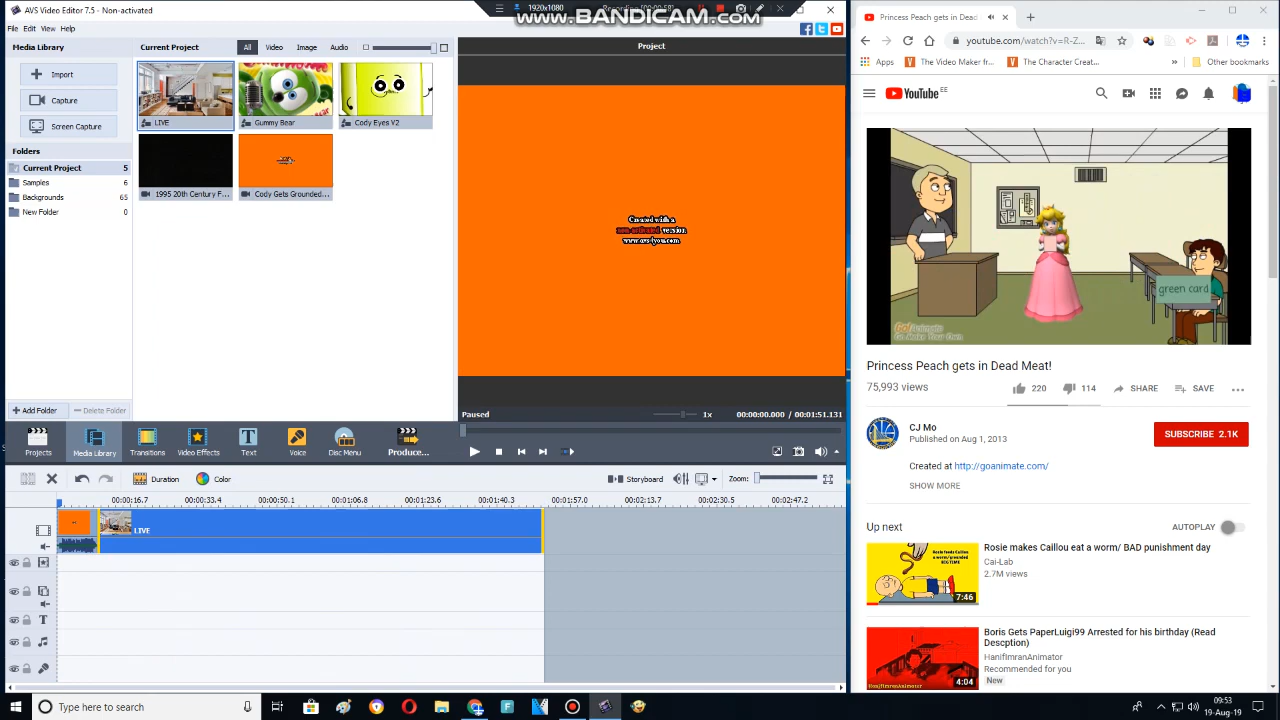 AVS Video Editor 7.5 - Non-activated
1920x1080
www.BANDICAM.com
File Edit View Help
Media Library
Import
Capture
Screen Capture
Folders
Current Project 5
Samples 6
Backgrounds 65
New Folder 0
Add Folder
Delete Folder
Current Project
All Video Image Audio
LIVE
Gummy Bear
Cody Eyes V2
1995 20th Century F...
Cody Gets Grounded...
Project
Created with a
non-activated version
www.avs4you.com
Paused
1x
00:00:00.000 / 00:01:51.131
Projects
Media Library
Transitions
Video Effects
Text
Voice
Disc Menu
Produce...
Duration
Color
Storyboard
Zoom:
00:00:16.7 00:00:33.4 00:00:50.1 00:01:06.8 00:01:23.6 00:01:40.3 00:01:57.0 00:02:13.7 00:02:30.5 00:02:47.2
LIVE
Princess Peach gets in Dead
youtube.com/watch?v=R-Z...
Apps
The Video Maker fr...
The Character Creat...
Other bookmarks
YouTube EE
green card
Go!Animate
Go Make Your Own
Princess Peach gets in Dead Meat!
75,993 views
220
114
SHARE
SAVE
CJ Mo
Published on Aug 1, 2013
SUBSCRIBE 2.1K
Created at http://goanimate.com/
SHOW MORE
Up next
AUTOPLAY
Rosie makes Caillou eat a worm/ BAD punishment day
Cai-Lab
2.7M views
7:46
Boris Gets PaperLuigi99 Arrested for his birthday (Read
Descption)
HanifImranAnimator
Recommended for you
New
4:04
HanifImranAnimator
Type here to search
09:53
19-Aug-19